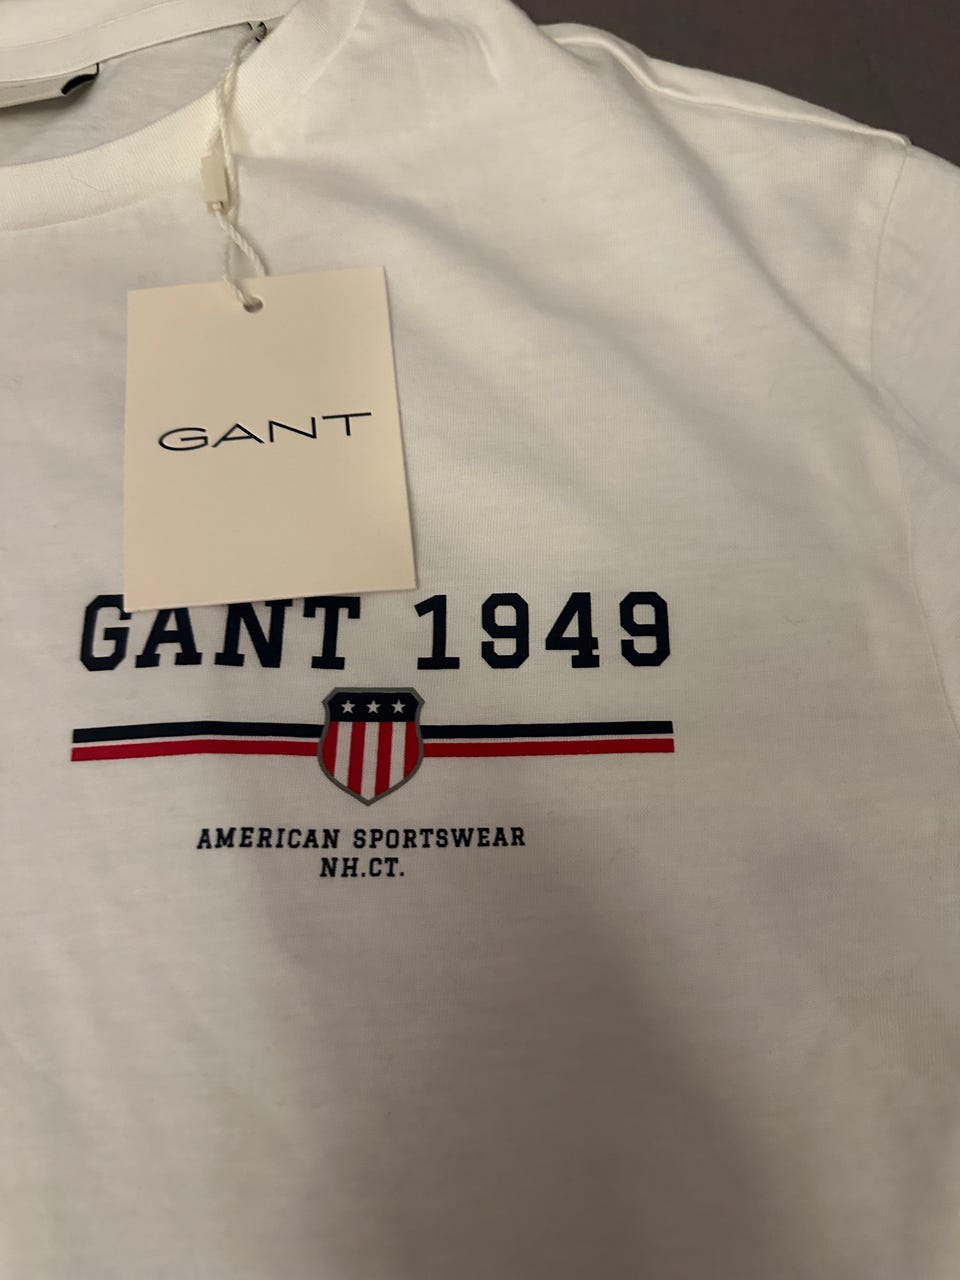 GANT
GANT 1949
AMERICAN SPORTSWEAR
NH.CT.